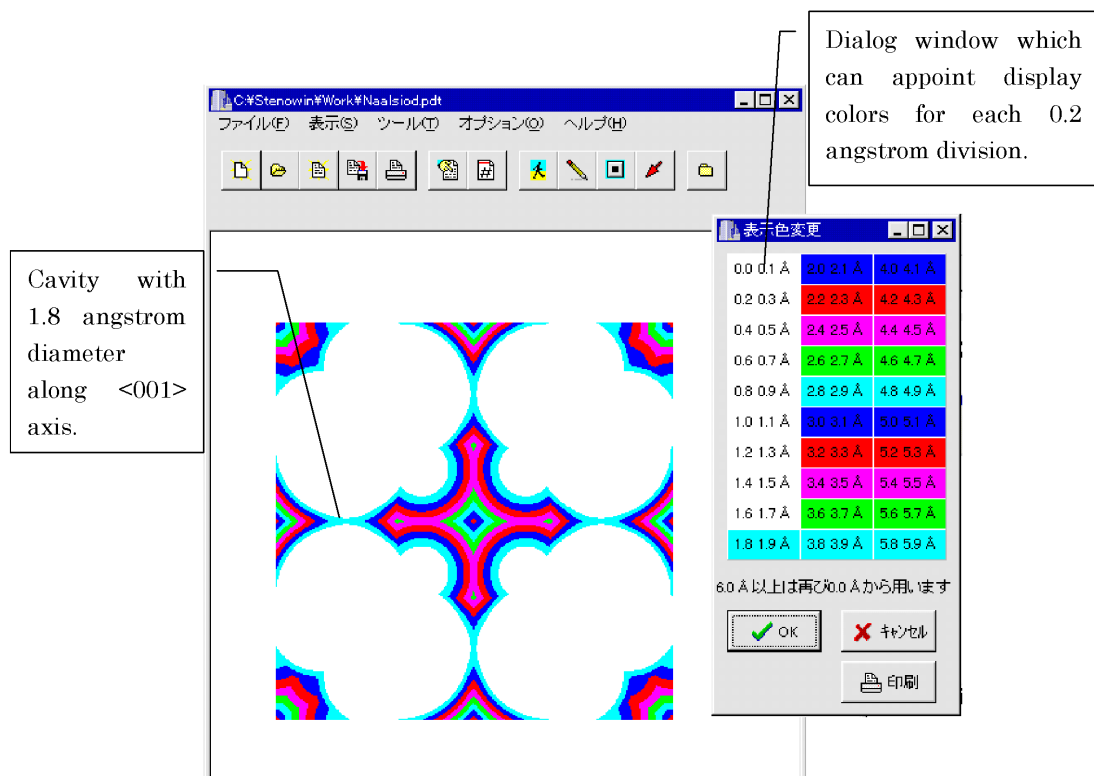 Dialog window which
can appoint display
colors for each 0.2
angstrom division.
C:¥Stenowin¥Work¥Naalsiod.pdt
ファイル(F) 表示(S) ツール(T) オプション(O) ヘルプ(H)
Cavity with
1.8 angstrom
diameter
along <001>
axis.
表示色変更
0.0 0.1 Å 2.0 2.1 Å 4.0 4.1 Å
0.2 0.3 Å 2.2 2.3 Å 4.2 4.3 Å
0.4 0.5 Å 2.4 2.5 Å 4.4 4.5 Å
0.6 0.7 Å 2.6 2.7 Å 4.6 4.7 Å
0.8 0.9 Å 2.8 2.9 Å 4.8 4.9 Å
1.0 1.1 Å 3.0 3.1 Å 5.0 5.1 Å
1.2 1.3 Å 3.2 3.3 Å 5.2 5.3 Å
1.4 1.5 Å 3.4 3.5 Å 5.4 5.5 Å
1.6 1.7 Å 3.6 3.7 Å 5.6 5.7 Å
1.8 1.9 Å 3.8 3.9 Å 5.8 5.9 Å
6.0 Å以上は再び0.0 Åから用います
OK キャンセル
印刷